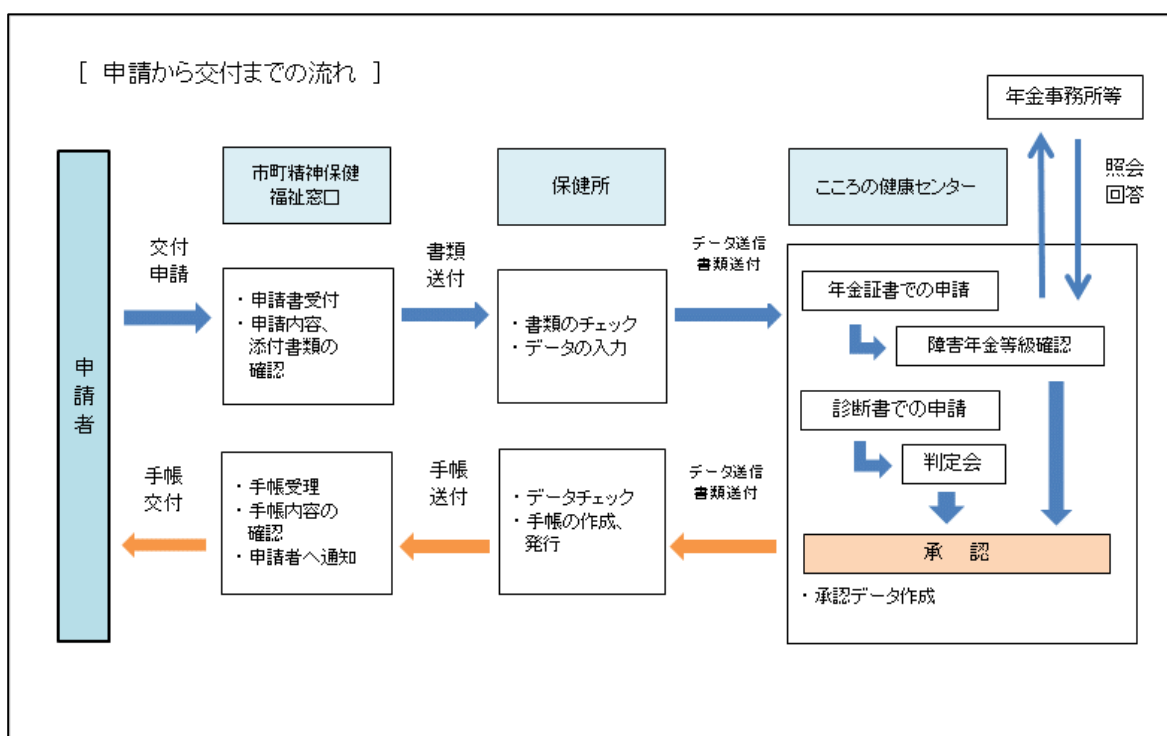 [ 申請から交付までの流れ ]
年金事務所等
照会
回答
市町精神保健
福祉窓口
保健所
こころの健康センター
申請者
交付
申請
・申請書受付
・申請内容、
添付書類の
確認
書類
送付
・書類のチェック
・データの入力
データ送信
書類送付
年金証書での申請
障害年金等級確認
診断書での申請
判定会
承 認
・承認データ作成
手帳
交付
・手帳受理
・手帳内容の
確認
・申請者へ通知
手帳
送付
・データチェック
・手帳の作成、
発行
データ送信
書類送付